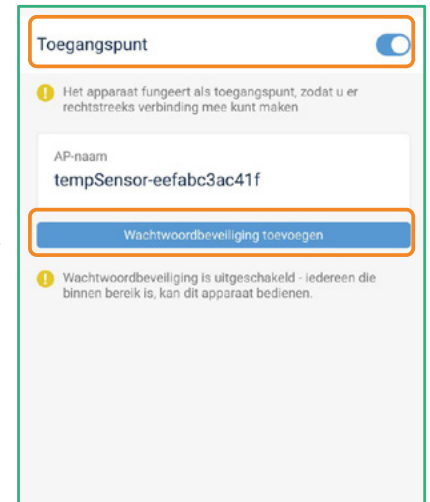 Toegangspunt
Het apparaat fungeert als toegangspunt, zodat u er
rechtstreeks verbinding mee kunt maken
AP-naam
tempSensor-eefabc3ac41f
Wachtwoordbeveiliging toevoegen
Wachtwoordbeveiliging is uitgeschakeld - iedereen die
binnen bereik is, kan dit apparaat bedienen.